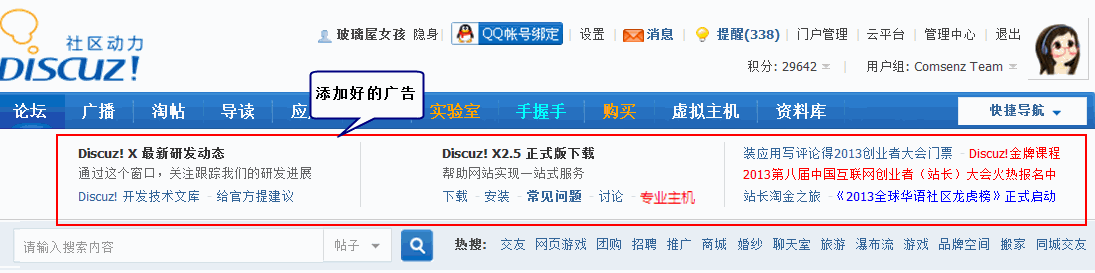 社区动力
DISCUZ!
玻璃屋女孩 隐身| QQ帐号绑定 | 设置 | 消息 | 提醒(338) | 门户管理 | 云平台 | 管理中心 | 退出
积分: 29642 | 用户组: Comsenz Team
添加好的广告
论坛 广播 淘帖 导读 应 实验室 手握手 购买 虚拟主机 资料库 快捷导航
Discuz! X 最新研发动态
通过这个窗口，关注跟踪我们的研发进展
Discuz! 开发技术文库 - 给官方提建议
Discuz! X2.5 正式版下载
帮助网站实现一站式服务
下载 - 安装 - 常见问题 - 讨论 - 专业主机
装应用写评论得2013创业者大会门票 - Discuz!金牌课程
2013第八届中国互联网创业者（站长）大会火热报名中
站长淘金之旅 -《2013全球华语社区龙虎榜》正式启动
请输入搜索内容 帖子 热搜: 交友 网页游戏 团购 招聘 推广 商城 婚纱 聊天室 旅游 瀑布流 游戏 品牌空间 搬家 同城交友